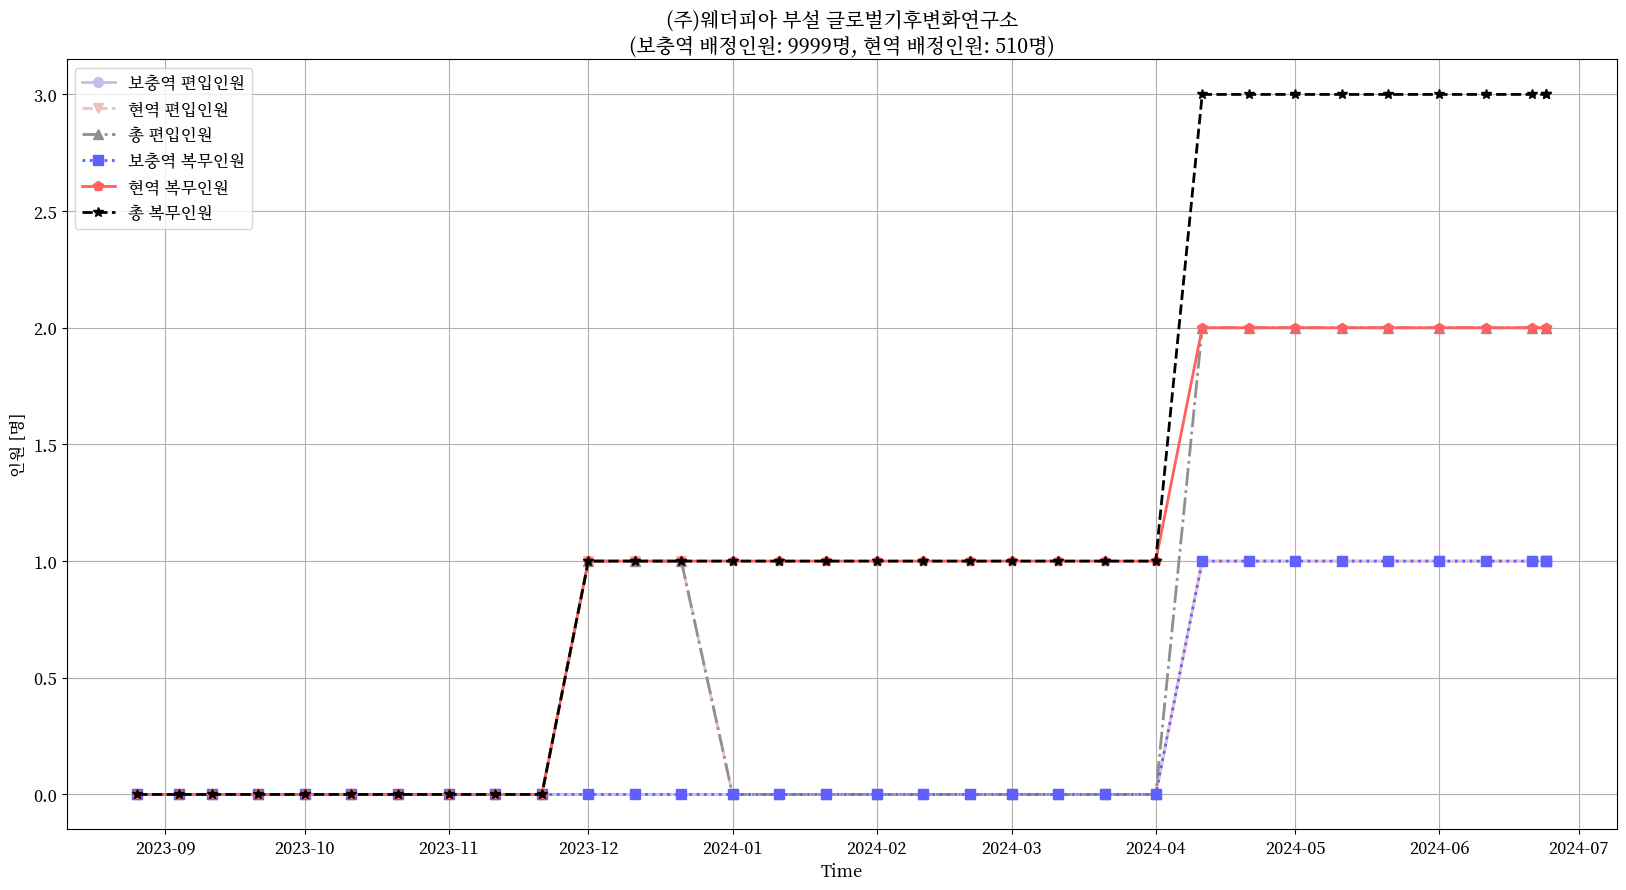 (주)웨더피아 부설 글로벌기후변화연구소
(보충역 배정인원: 9999명, 현역 배정인원: 510명)
보충역 편입인원
현역 편입인원
총 편입인원
보충역 복무인원
현역 복무인원
총 복무인원
3.0
2.5
2.0
1.5
1.0
0.5
0.0
인원 [명]
2023-09
2023-10
2023-11
2023-12
2024-01
2024-02
2024-03
2024-04
2024-05
2024-06
2024-07
Time